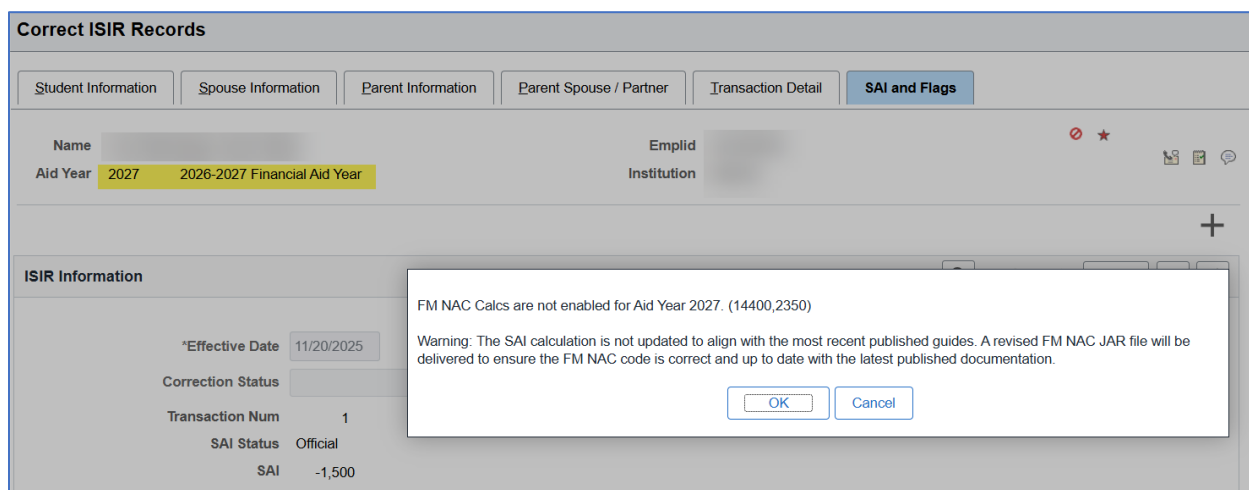 Correct ISIR Records
Student Information
Spouse Information
Parent Information
Parent Spouse / Partner
Transaction Detail
SAI and Flags
Name
Emplid
Aid Year 2027 2026-2027 Financial Aid Year
Institution
ISIR Information
FM NAC Calcs are not enabled for Aid Year 2027. (14400,2350)
Warning: The SAI calculation is not updated to align with the most recent published guides. A revised FM NAC JAR file will be
delivered to ensure the FM NAC code is correct and up to date with the latest published documentation.
OK
Cancel
*Effective Date 11/20/2025
Correction Status
Transaction Num 1
SAI Status Official
SAI -1,500